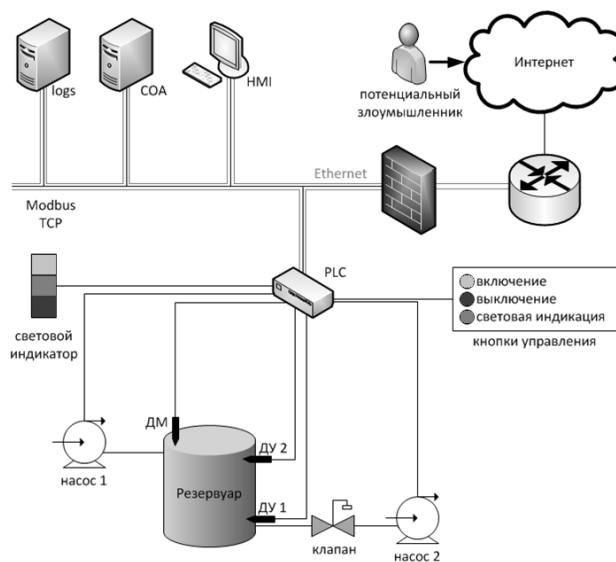 logs
СОА
HMI
потенциальный
злоумышленник
Интернет
Ethernet
Modbus
TCP
PLC
световой
индикатор
включение
выключение
световая индикация
кнопки управления
ДМ
ДУ 2
насос 1
Резервуар
ДУ 1
клапан
насос 2